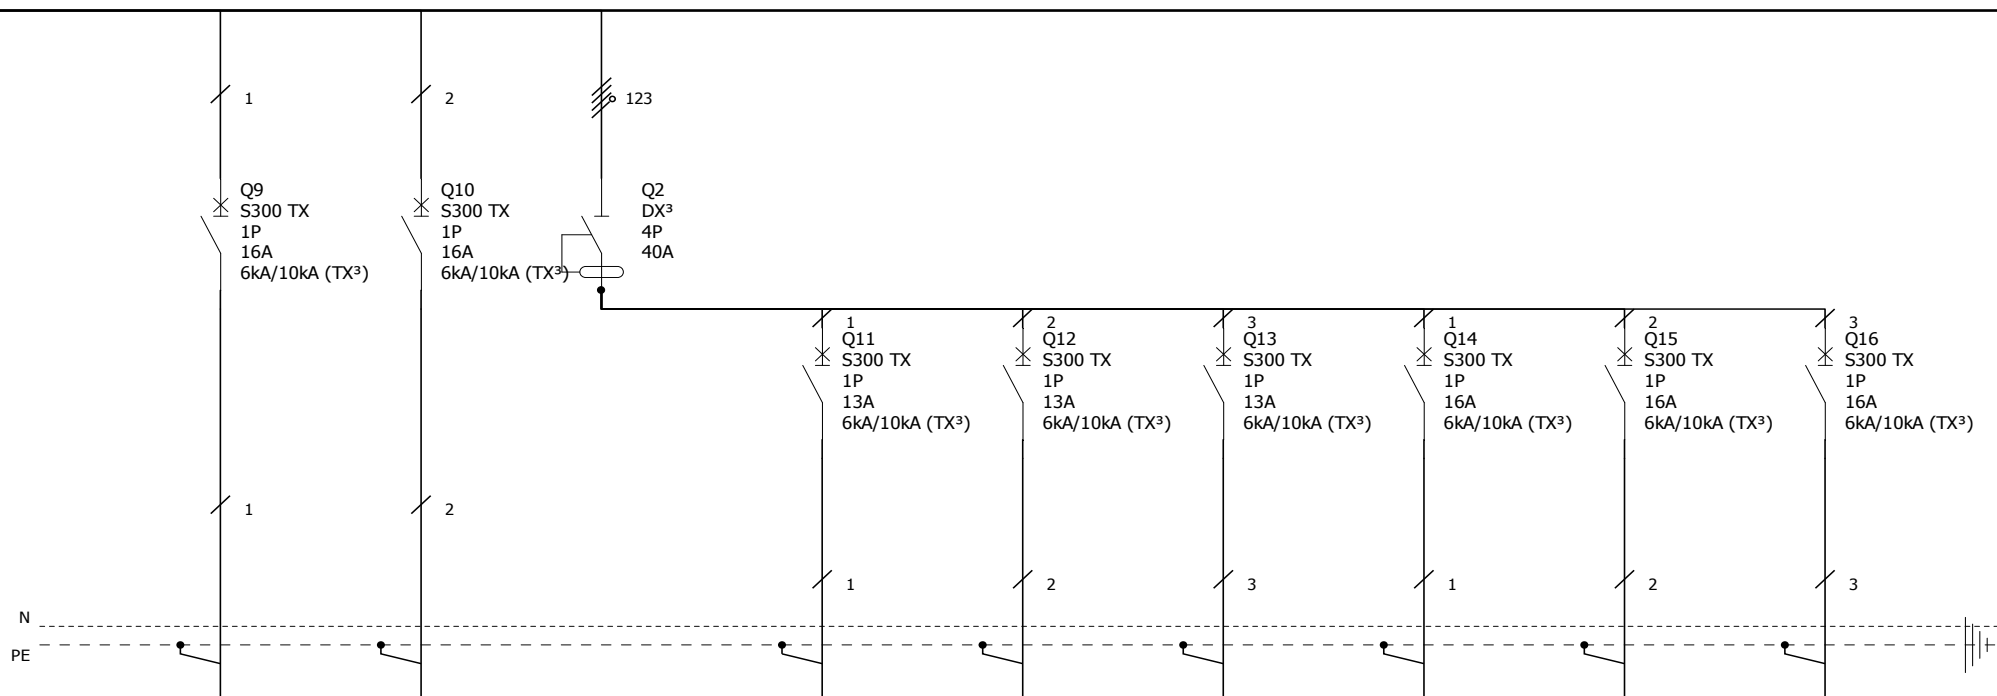 1
2
123
Q9
S300 TX
1P
16A
6kA/10kA (TX³)
Q10
S300 TX
1P
16A
6kA/10kA (TX³)
Q2
DX³
4P
40A
1
Q11
S300 TX
1P
13A
6kA/10kA (TX³)
2
Q12
S300 TX
1P
13A
6kA/10kA (TX³)
3
Q13
S300 TX
1P
13A
6kA/10kA (TX³)
1
Q14
S300 TX
1P
16A
6kA/10kA (TX³)
2
Q15
S300 TX
1P
16A
6kA/10kA (TX³)
3
Q16
S300 TX
1P
16A
6kA/10kA (TX³)
1
2
1
2
3
1
2
3
N
PE